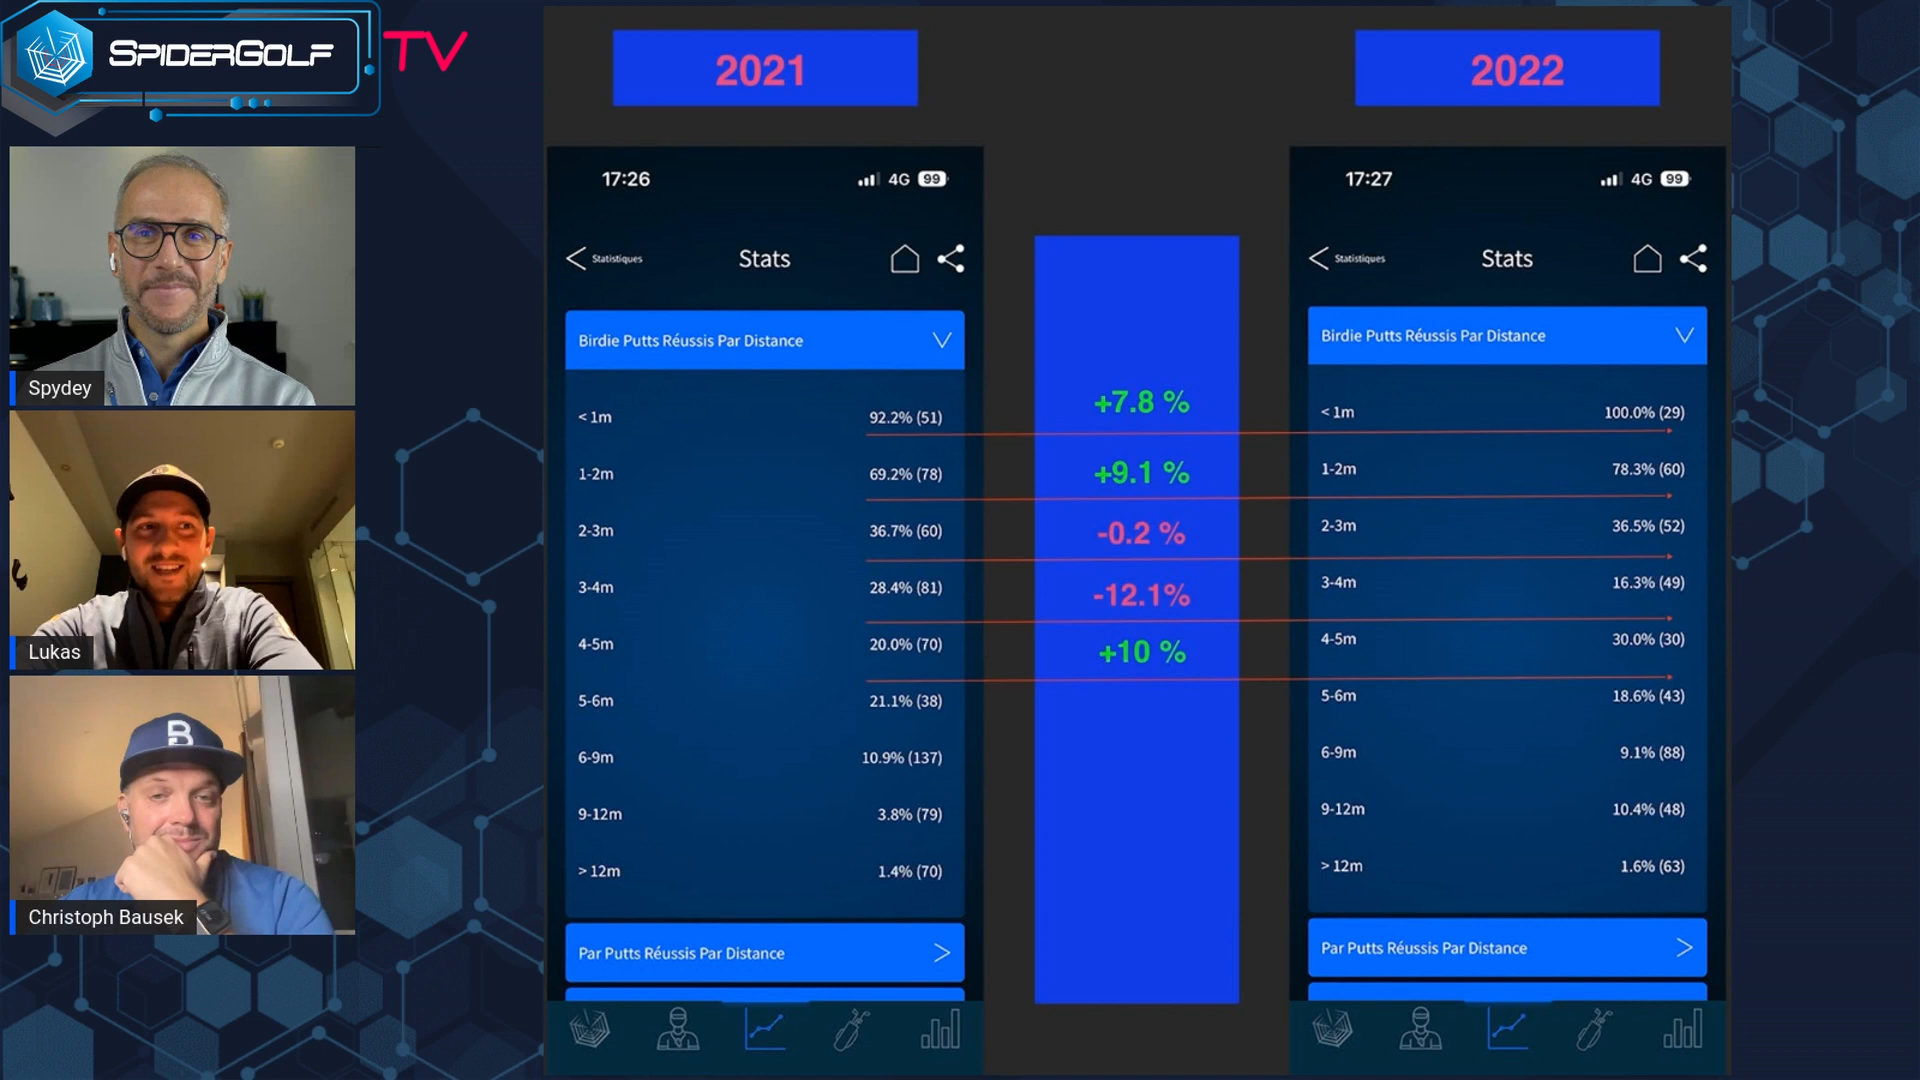 SPIDERGOLF TV
Spydey
Lukas
B
Christoph Bausek
2021
17:26
4G 99
Statistiques
Stats
Birdie Putts Réussis Par Distance
< 1m 92.2% (51)
1-2m 69.2% (78)
2-3m 36.7% (60)
3-4m 28.4% (81)
4-5m 20.0% (70)
5-6m 21.1% (38)
6-9m 10.9% (137)
9-12m 3.8% (79)
> 12m 1.4% (70)
Par Putts Réussis Par Distance
+7.8 %
+9.1 %
-0.2 %
-12.1%
+10 %
2022
17:27
4G 99
Statistiques
Stats
Birdie Putts Réussis Par Distance
< 1m 100.0% (29)
1-2m 78.3% (60)
2-3m 36.5% (52)
3-4m 16.3% (49)
4-5m 30.0% (30)
5-6m 18.6% (43)
6-9m 9.1% (88)
9-12m 10.4% (48)
> 12m 1.6% (63)
Par Putts Réussis Par Distance